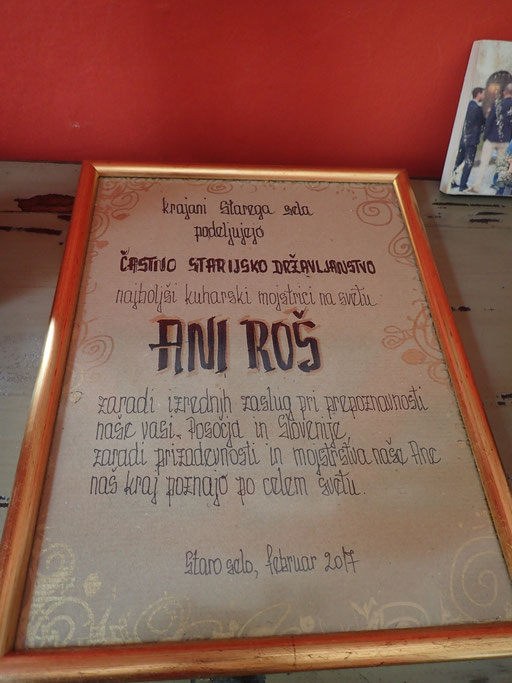 krajani Starega sela
podeljujejo
ČASTNO STARIJSKO DRŽAVLJANSTVO
najboljši kuharski mojstrici na svetu
ANI ROŠ
zaradi izrednih zaslug pri prepoznavnosti
naše vasi, Posočja in Slovenije,
zaradi prizadevnosti in mojstrstva naše Ane
naš kraj poznajo po celem svetu.
Staro selo, februar 2017